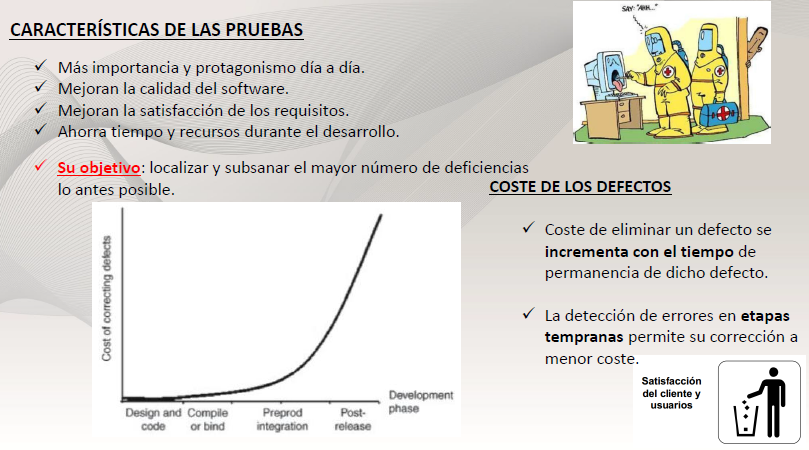 SAY: "AHH..."
CARACTERÍSTICAS DE LAS PRUEBAS
Más importancia y protagonismo día a día.
Mejoran la calidad del software.
Mejoran la satisfacción de los requisitos.
Ahorra tiempo y recursos durante el desarrollo.
Su objetivo: localizar y subsanar el mayor número de deficiencias
lo antes posible.
COSTE DE LOS DEFECTOS
Coste de eliminar un defecto se
incrementa con el tiempo de
permanencia de dicho defecto.
La detección de errores en etapas
tempranas permite su corrección a
menor coste.
Cost of correcting defects
Design and code
Compile or bind
Preprod integration
Post-release
Development phase
Satisfacción
del cliente y
usuarios